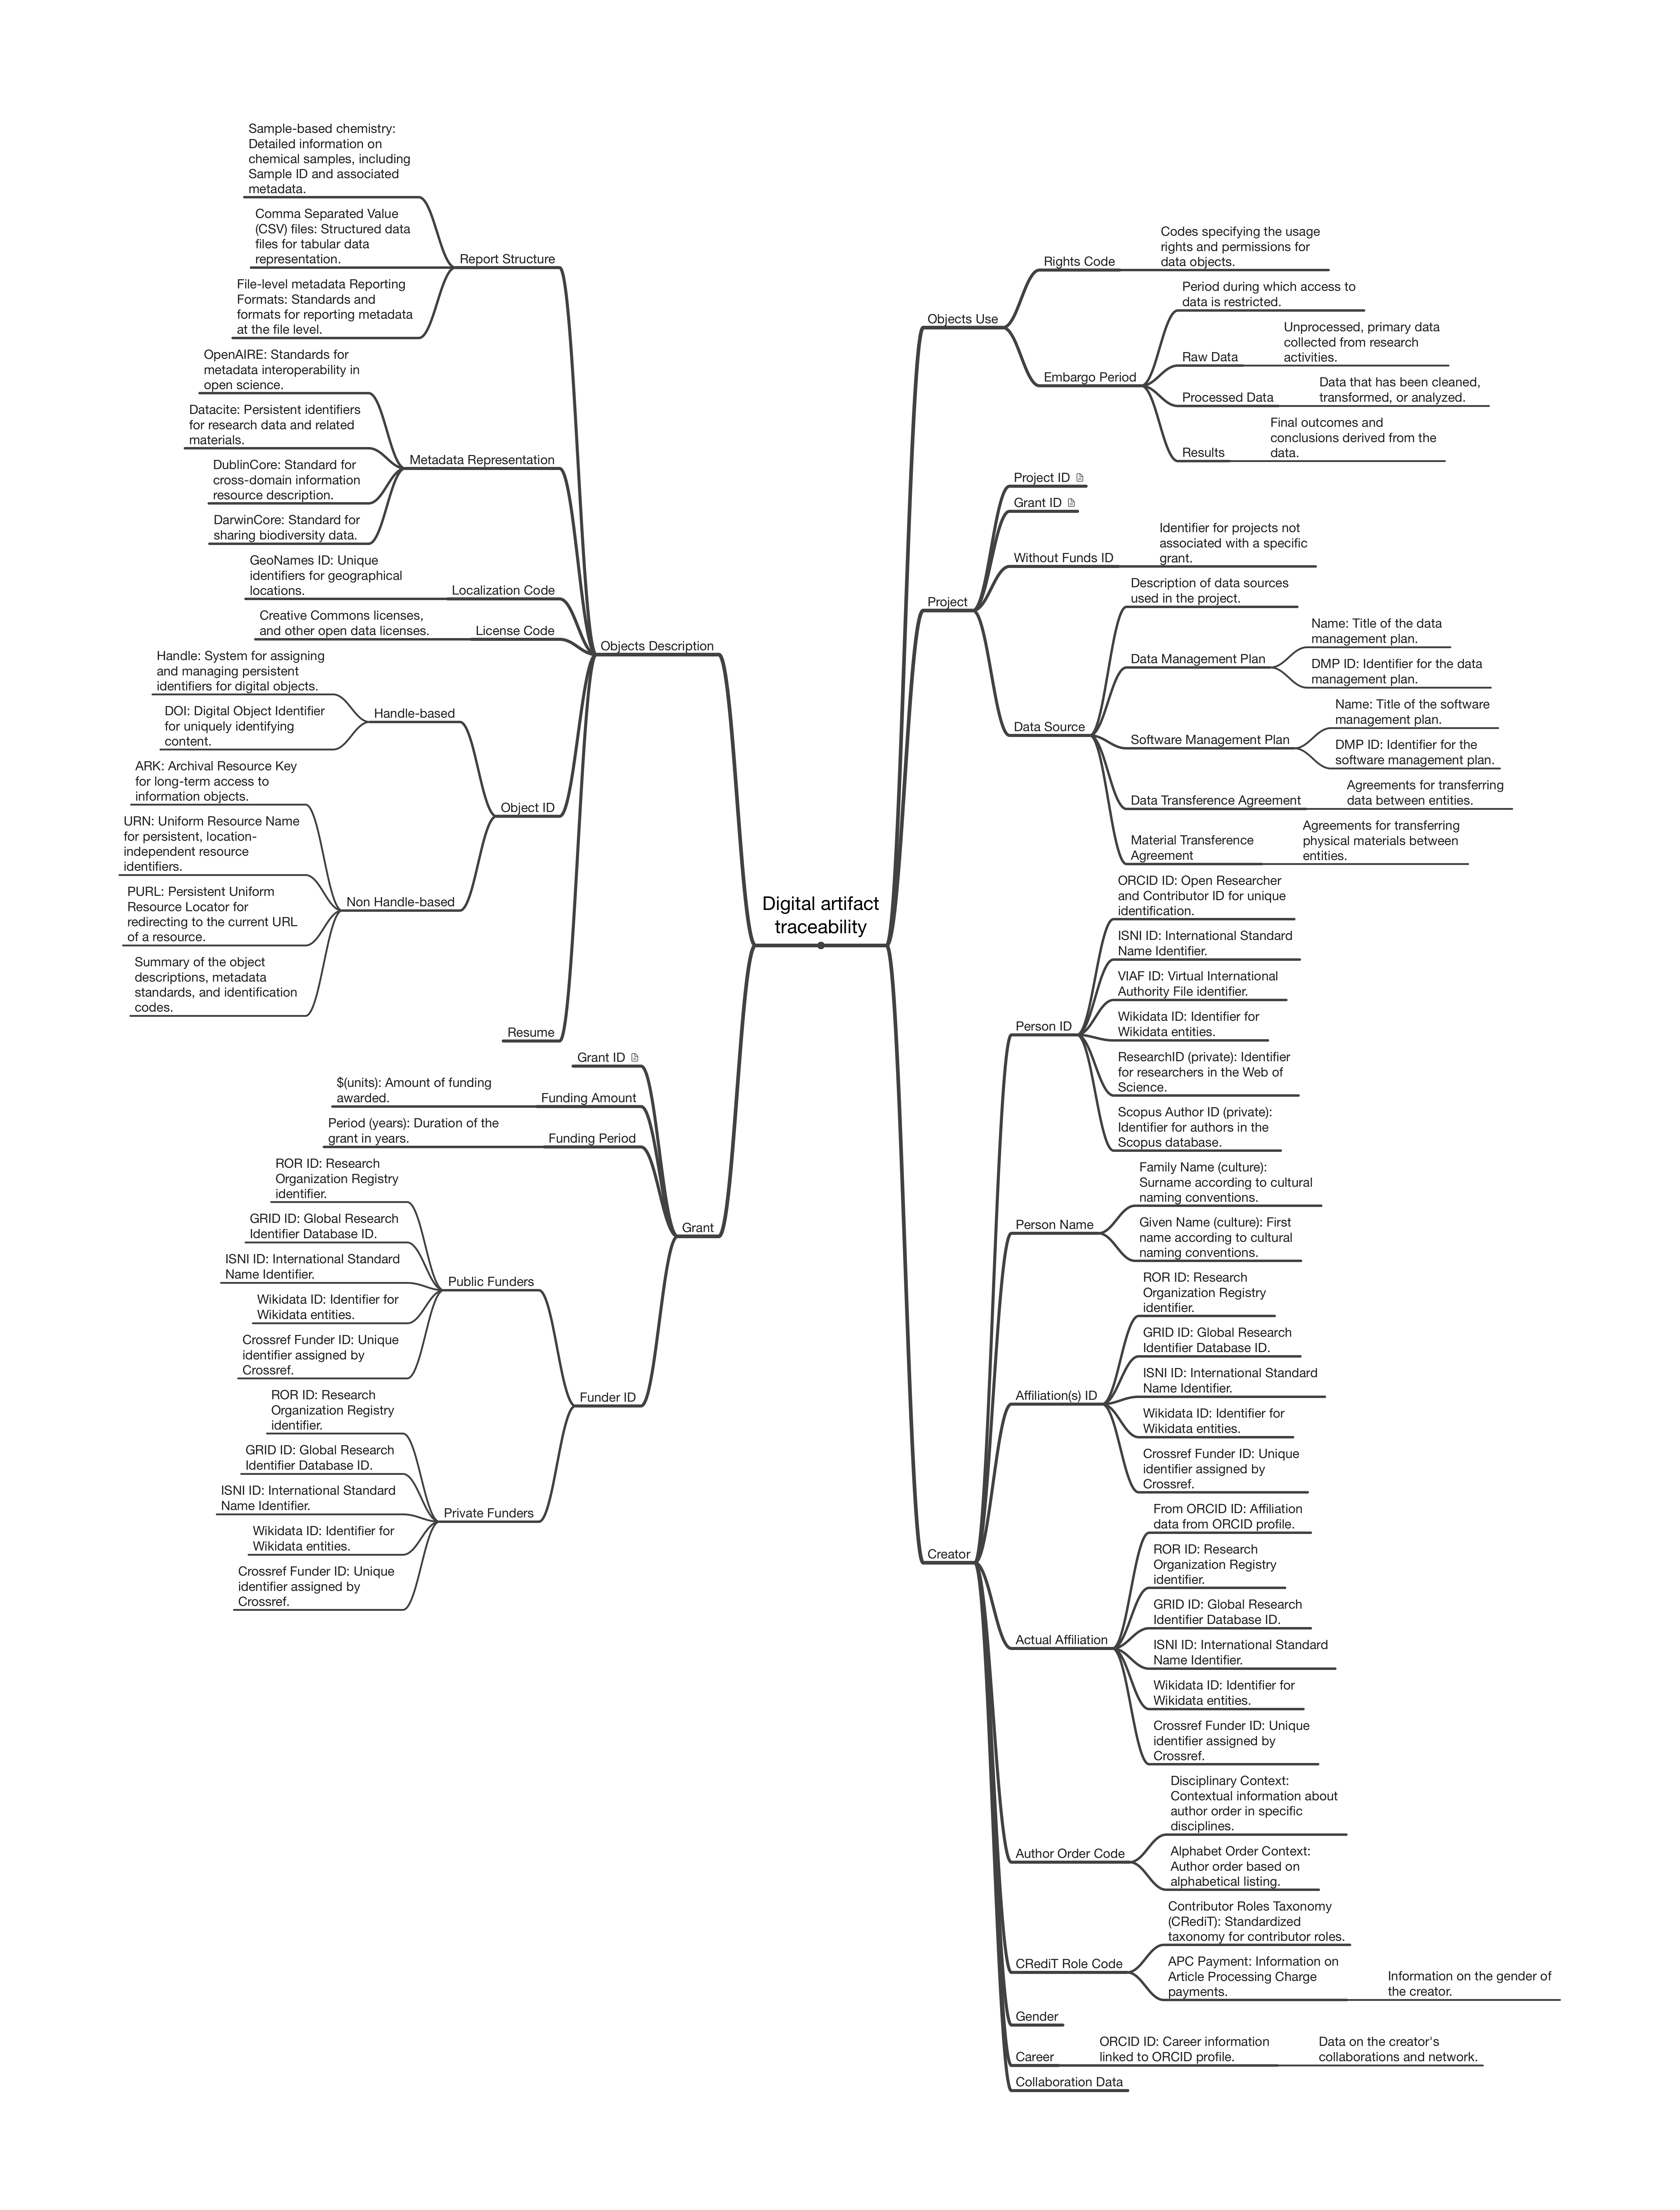 Digital artifact
traceability
Objects Use
Rights Code
Codes specifying the usage
rights and permissions for
data objects.
Embargo Period
Period during which access to
data is restricted.
Raw Data
Unprocessed, primary data
collected from research
activities.
Processed Data
Data that has been cleaned,
transformed, or analyzed.
Results
Final outcomes and
conclusions derived from the
data.
Project
Project ID
Grant ID
Without Funds ID
Identifier for projects not
associated with a specific
grant.
Data Source
Description of data sources
used in the project.
Data Management Plan
Name: Title of the data
management plan.
DMP ID: Identifier for the data
management plan.
Software Management Plan
Name: Title of the software
management plan.
DMP ID: Identifier for the
software management plan.
Data Transference Agreement
Agreements for transferring
data between entities.
Material Transference
Agreement
Agreements for transferring
physical materials between
entities.
Creator
Person ID
ORCID ID: Open Researcher
and Contributor ID for unique
identification.
ISNI ID: International Standard
Name Identifier.
VIAF ID: Virtual International
Authority File identifier.
Wikidata ID: Identifier for
Wikidata entities.
ResearchID (private): Identifier
for researchers in the Web of
Science.
Scopus Author ID (private):
Identifier for authors in the
Scopus database.
Person Name
Family Name (culture):
Surname according to cultural
naming conventions.
Given Name (culture): First
name according to cultural
naming conventions.
Affiliation(s) ID
ROR ID: Research
Organization Registry
identifier.
GRID ID: Global Research
Identifier Database ID.
ISNI ID: International Standard
Name Identifier.
Wikidata ID: Identifier for
Wikidata entities.
Crossref Funder ID: Unique
identifier assigned by
Crossref.
Actual Affiliation
From ORCID ID: Affiliation
data from ORCID profile.
ROR ID: Research
Organization Registry
identifier.
GRID ID: Global Research
Identifier Database ID.
ISNI ID: International Standard
Name Identifier.
Wikidata ID: Identifier for
Wikidata entities.
Crossref Funder ID: Unique
identifier assigned by
Crossref.
Author Order Code
Disciplinary Context:
Contextual information about
author order in specific
disciplines.
Alphabet Order Context:
Author order based on
alphabetical listing.
CRediT Role Code
Contributor Roles Taxonomy
(CRediT): Standardized
taxonomy for contributor roles.
APC Payment: Information on
Article Processing Charge
payments.
Information on the gender of
the creator.
Gender
Career
ORCID ID: Career information
linked to ORCID profile.
Data on the creator's
collaborations and network.
Collaboration Data
Objects Description
Report Structure
Sample-based chemistry:
Detailed information on
chemical samples, including
Sample ID and associated
metadata.
Comma Separated Value
(CSV) files: Structured data
files for tabular data
representation.
File-level metadata Reporting
Formats: Standards and
formats for reporting metadata
at the file level.
Metadata Representation
OpenAIRE: Standards for
metadata interoperability in
open science.
Datacite: Persistent identifiers
for research data and related
materials.
DublinCore: Standard for
cross-domain information
resource description.
DarwinCore: Standard for
sharing biodiversity data.
Localization Code
GeoNames ID: Unique
identifiers for geographical
locations.
License Code
Creative Commons licenses,
and other open data licenses.
Object ID
Handle-based
Handle: System for assigning
and managing persistent
identifiers for digital objects.
DOI: Digital Object Identifier
for uniquely identifying
content.
Non Handle-based
ARK: Archival Resource Key
for long-term access to
information objects.
URN: Uniform Resource Name
for persistent, location-
independent resource
identifiers.
PURL: Persistent Uniform
Resource Locator for
redirecting to the current URL
of a resource.
Summary of the object
descriptions, metadata
standards, and identification
codes.
Resume
Grant
Grant ID
Funding Amount
$(units): Amount of funding
awarded.
Funding Period
Period (years): Duration of the
grant in years.
Funder ID
Public Funders
ROR ID: Research
Organization Registry
identifier.
GRID ID: Global Research
Identifier Database ID.
ISNI ID: International Standard
Name Identifier.
Wikidata ID: Identifier for
Wikidata entities.
Crossref Funder ID: Unique
identifier assigned by
Crossref.
Private Funders
ROR ID: Research
Organization Registry
identifier.
GRID ID: Global Research
Identifier Database ID.
ISNI ID: International Standard
Name Identifier.
Wikidata ID: Identifier for
Wikidata entities.
Crossref Funder ID: Unique
identifier assigned by
Crossref.